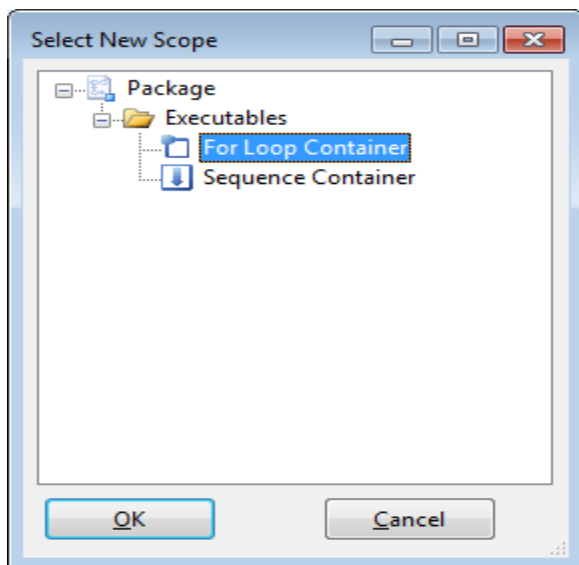 Select New Scope
Package
Executables
For Loop Container
Sequence Container
OK
Cancel